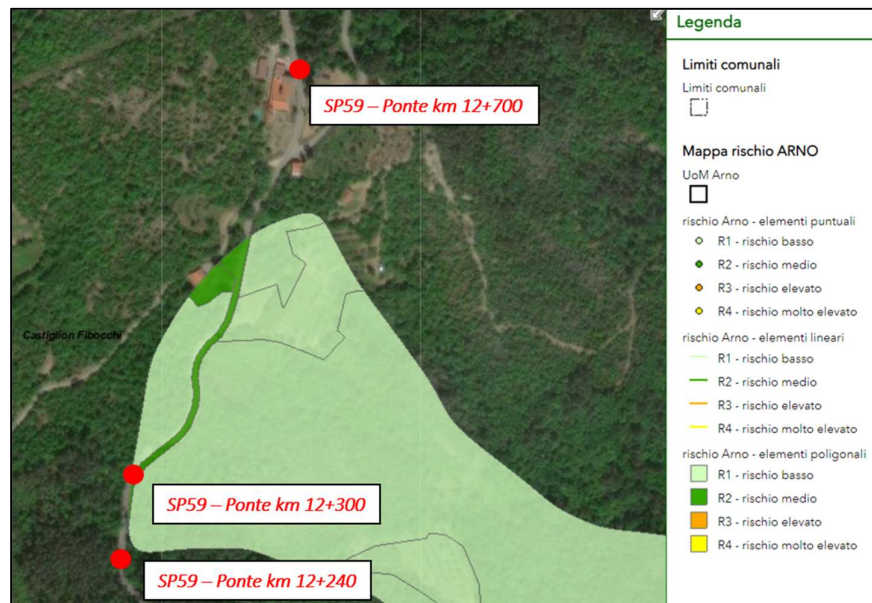 SP59 – Ponte km 12+700
Castiglion Fibocchi
SP59 – Ponte km 12+300
SP59 – Ponte km 12+240
Legenda
Limiti comunali
Limiti comunali
Mappa rischio ARNO
UoM Arno
rischio Arno - elementi puntuali
R1 - rischio basso
R2 - rischio medio
R3 - rischio elevato
R4 - rischio molto elevato
rischio Arno - elementi lineari
R1 - rischio basso
R2 - rischio medio
R3 - rischio elevato
R4 - rischio molto elevato
rischio Arno - elementi poligonali
R1 - rischio basso
R2 - rischio medio
R3 - rischio elevato
R4 - rischio molto elevato